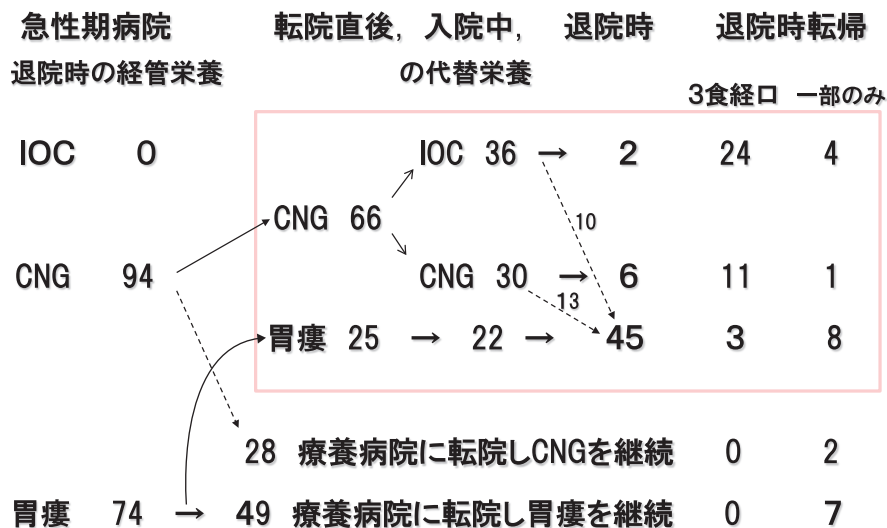 急性期病院 転院直後, 入院中, 退院時 退院時転帰
退院時の経管栄養 の代替栄養
3食経口 一部のみ
IOC 0 IOC 36 → 2 24 4
CNG 66 10
CNG 94 CNG 30 → 6 11 1
13
胃瘻 25 → 22 → 45 3 8
28 療養病院に転院しCNGを継続 0 2
胃瘻 74 → 49 療養病院に転院し胃瘻を継続 0 7